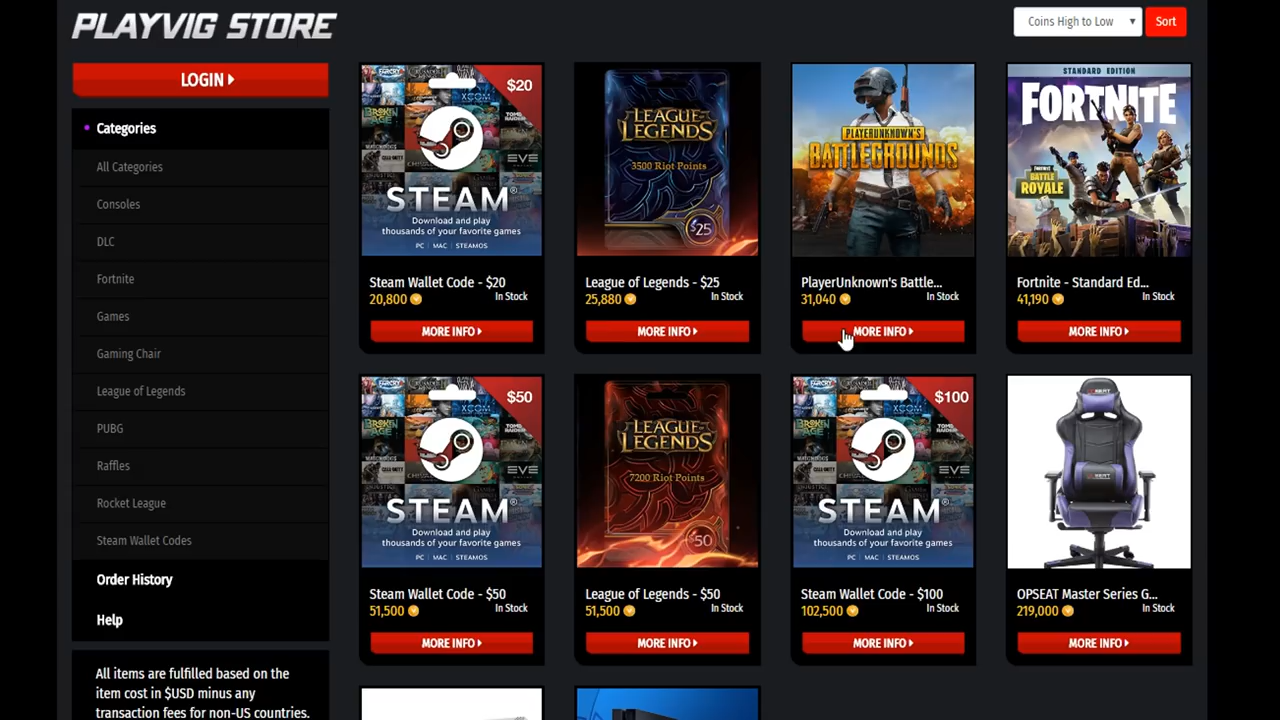 PLAYVIG STORE
Coins High to Low
Sort
LOGIN
Categories
All Categories
Consoles
DLC
Fortnite
Games
Gaming Chair
League of Legends
PUBG
Raffles
Rocket League
Steam Wallet Codes
Order History
Help
All items are fulfilled based on the
item cost in $USD minus any
transaction fees for non-US countries.
$20
STEAM®
Download and play
thousands of your favorite games
PC | MAC | STEAMOS
Steam Wallet Code - $20
20,800
In Stock
MORE INFO
LEAGUE OF
LEGENDS
3500 Riot Points
$25
League of Legends - $25
25,880
In Stock
MORE INFO
PLAYERUNKNOWN'S
BATTLEGROUNDS
PlayerUnknown's Battle...
31,040
In Stock
MORE INFO
STANDARD EDITION
FORTNITE
FORTNITE
BATTLE
ROYALE
Fortnite - Standard Ed...
41,190
In Stock
MORE INFO
$50
STEAM®
Download and play
thousands of your favorite games
PC | MAC | STEAMOS
Steam Wallet Code - $50
51,500
In Stock
MORE INFO
LEAGUE OF
LEGENDS
7200 Riot Points
$50
League of Legends - $50
51,500
In Stock
MORE INFO
$100
STEAM®
Download and play
thousands of your favorite games
PC | MAC | STEAMOS
Steam Wallet Code - $100
102,500
In Stock
MORE INFO
OPSEAT Master Series G...
219,000
In Stock
MORE INFO